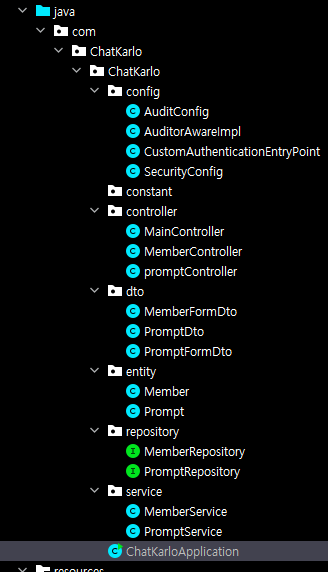 java
com
ChatKarlo
ChatKarlo
config
AuditConfig
AuditorAwareImpl
CustomAuthenticationEntryPoint
SecurityConfig
constant
controller
MainController
MemberController
promptController
dto
MemberFormDto
PromptDto
PromptFormDto
entity
Member
Prompt
repository
MemberRepository
PromptRepository
service
MemberService
PromptService
ChatKarloApplication
resources